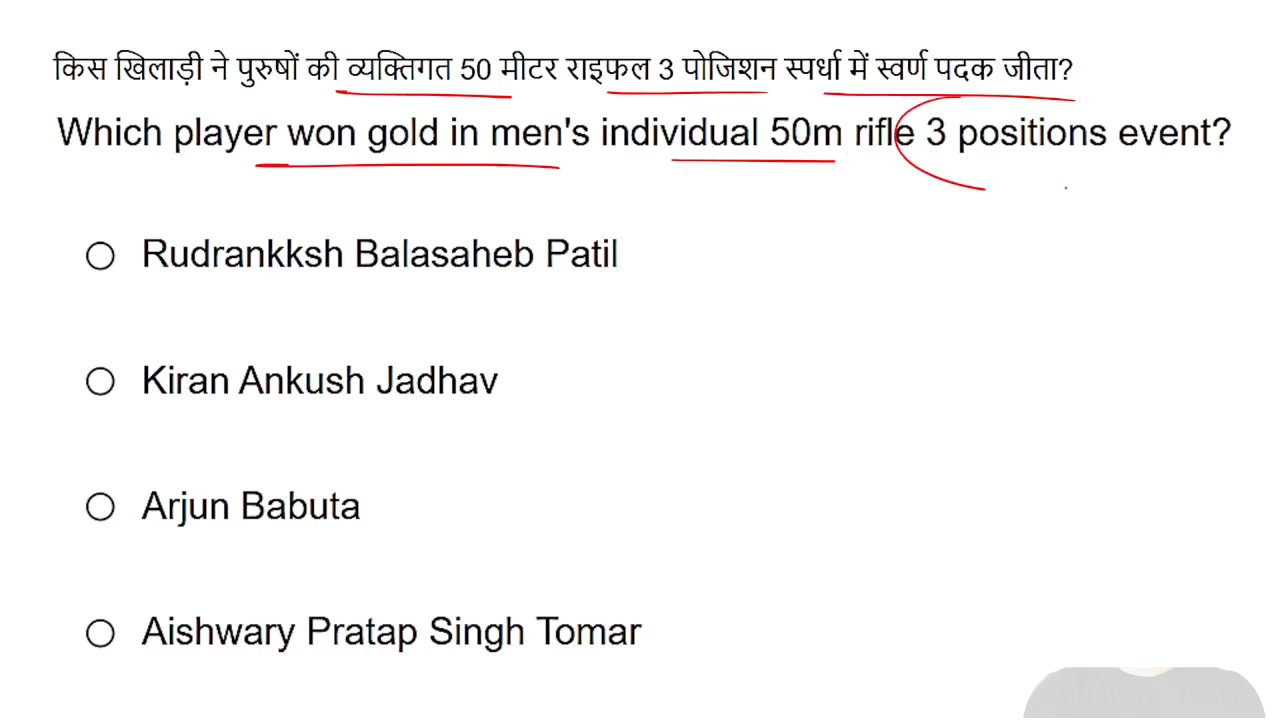 किस खिलाड़ी ने पुरुषों की व्यक्तिगत 50 मीटर राइफल 3 पोजिशन स्पर्धा में स्वर्ण पदक जीता?
Which player won gold in men's individual 50m rifle 3 positions event?
Rudrankksh Balasaheb Patil
Kiran Ankush Jadhav
Arjun Babuta
Aishwary Pratap Singh Tomar